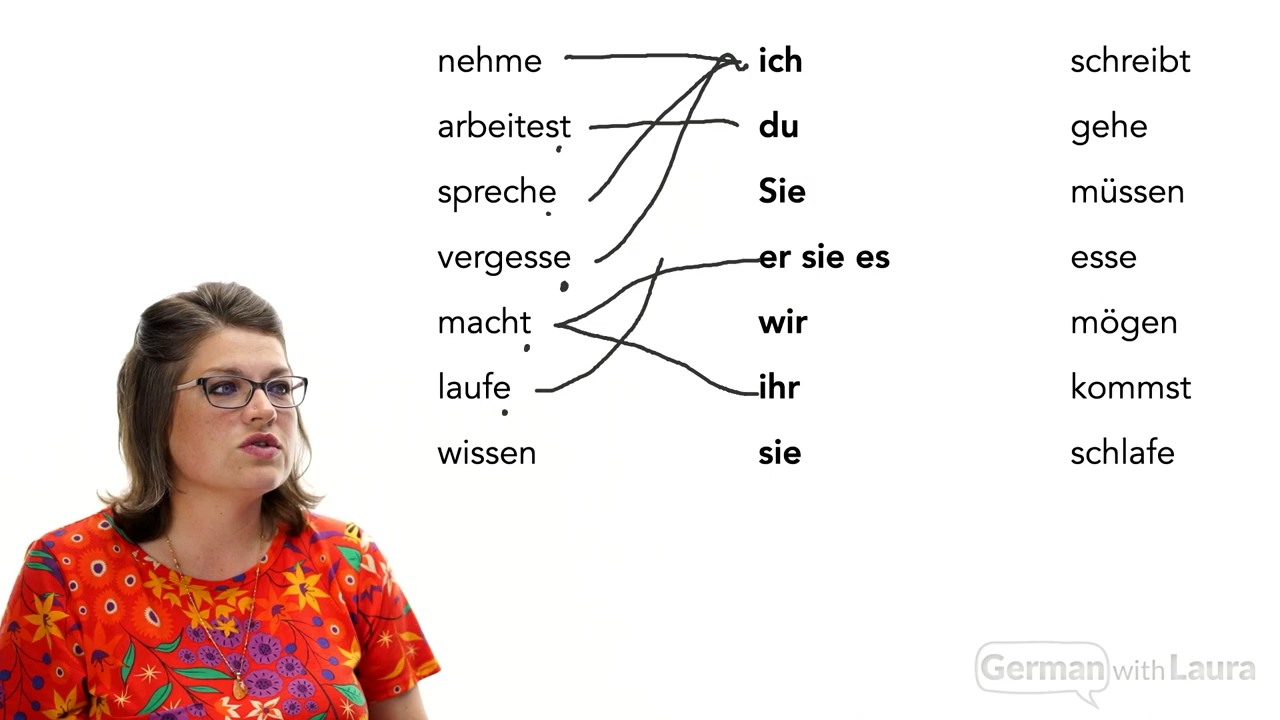 nehme ich schreibt
arbeitest du gehe
spreche Sie müssen
vergesse er sie es esse
macht wir mögen
laufe ihr kommst
wissen sie schlafe
German with Laura